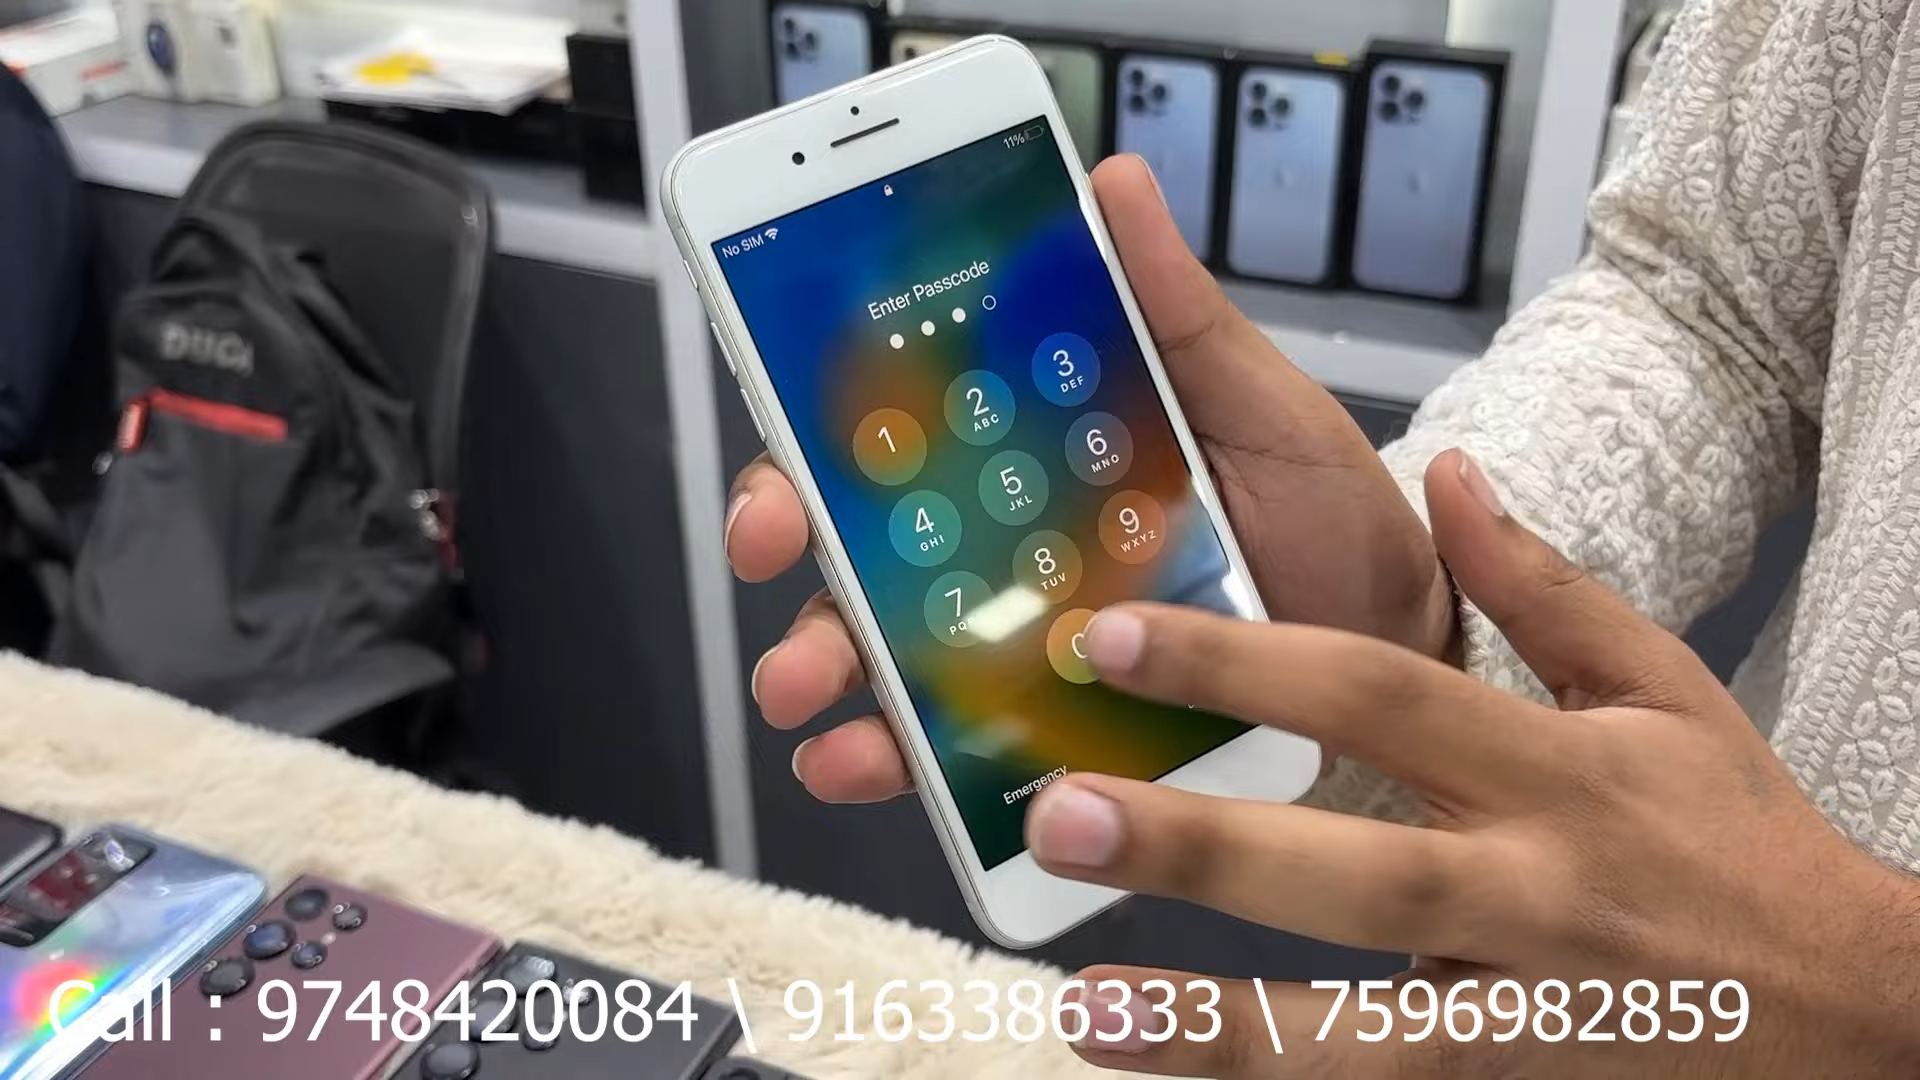 11%
No SIM
Enter Passcode
1
2
ABC
3
DEF
4
GHI
5
JKL
6
MNO
7
8
TUV
9
WXYZ
0
Emergency
Call : 9748420084 \ 9163386333 \ 7596982859